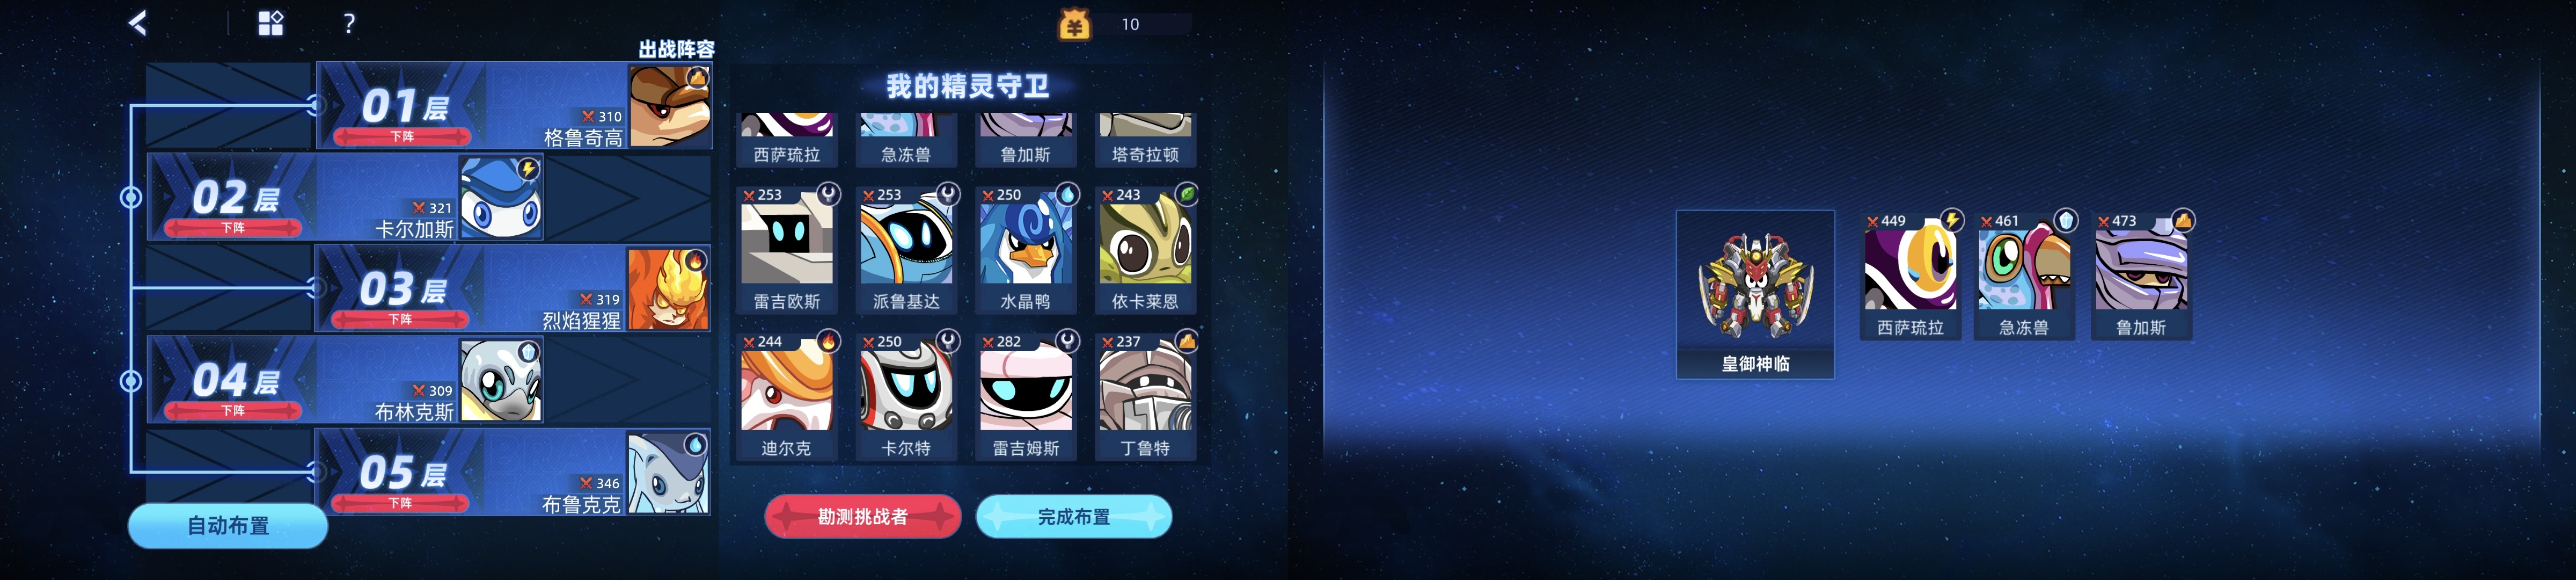 ?
出战阵容
01层
下阵
310
格鲁奇高
02层
下阵
321
卡尔加斯
03层
下阵
319
烈焰猩猩
04层
下阵
309
布林克斯
05层
下阵
346
布鲁克克
自动布置
¥ 10
我的精灵守卫
西萨琉拉 急冻兽 鲁加斯 塔奇拉顿
253 253 250 243
雷吉欧斯 派鲁基达 水晶鸭 依卡莱恩
244 250 282 237
迪尔克 卡尔特 雷吉姆斯 丁鲁特
勘测挑战者 完成布置
449 461 473
西萨琉拉 急冻兽 鲁加斯
皇御神临